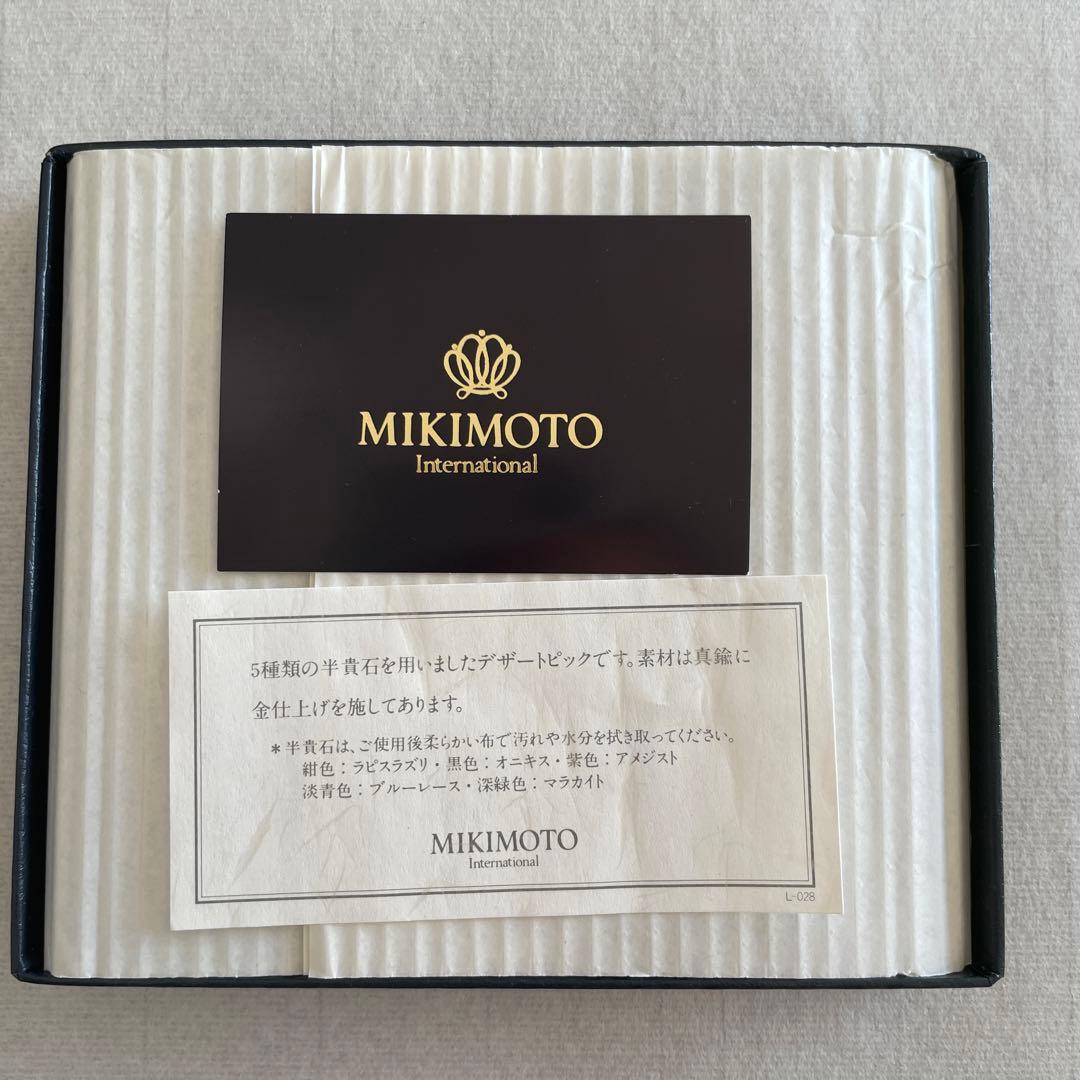 MIKIMOTO
International
5種類の半貴石を用いましたデザートピックです。素材は真鍮に
金仕上げを施してあります。
＊半貴石は、ご使用後柔らかい布で汚れや水分を拭き取ってください。
紺色：ラピスラズリ・黒色：オニキス・紫色：アメジスト
淡青色：ブルーレース・深緑色：マラカイト
MIKIMOTO
International
L-028